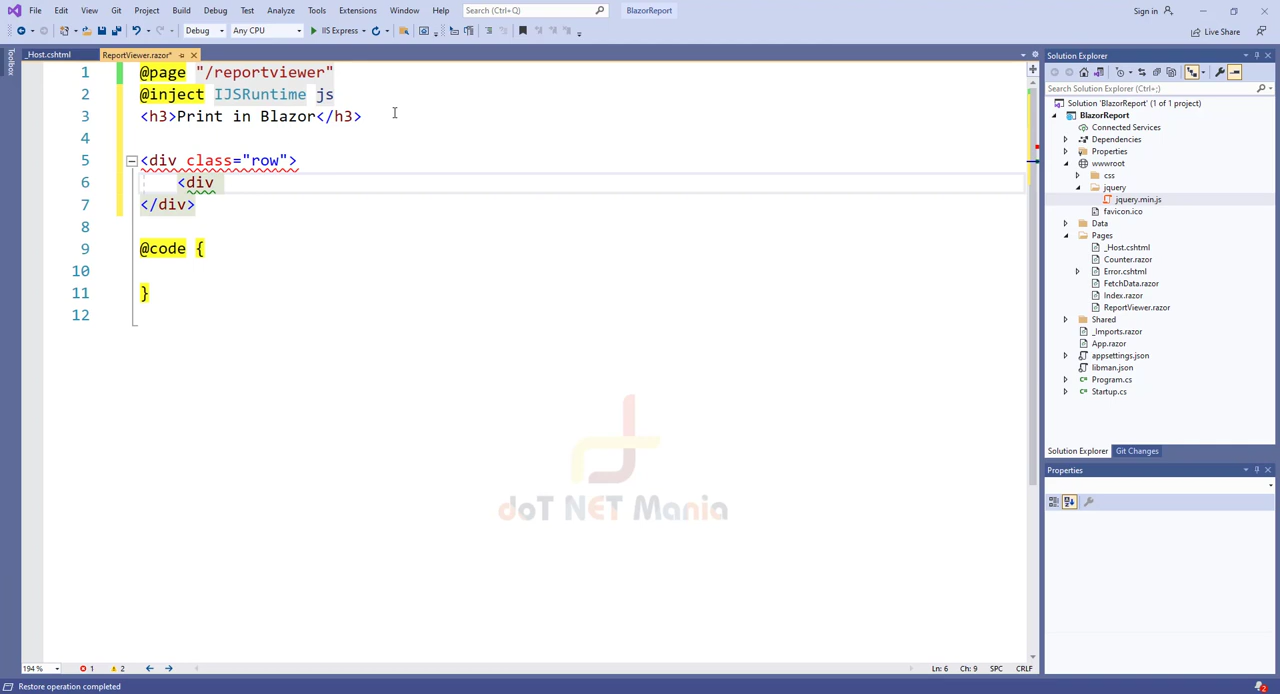 File Edit View Git Project Build Debug Test Analyze Tools Extensions Window Help Search (Ctrl+Q) BlazorReport Sign in
Debug Any CPU IIS Express Live Share
Toolbox
_Host.cshtml ReportViewer.razor*
1 @page "/reportviewer"
2 @inject IJSRuntime js
3 <h3>Print in Blazor</h3>
4
5 <div class="row">
6 <div
7 </div>
8
9 @code {
10
11 }
12
doT NET Mania
194 % 1 2 Ln: 6 Ch: 9 SPC CRLF
Restore operation completed 2
Solution Explorer
Search Solution Explorer (Ctrl+;)
Solution 'BlazorReport' (1 of 1 project)
BlazorReport
Connected Services
Dependencies
Properties
wwwroot
css
jquery
jquery.min.js
favicon.ico
Data
Pages
_Host.cshtml
Counter.razor
Error.cshtml
FetchData.razor
Index.razor
ReportViewer.razor
Shared
_Imports.razor
App.razor
appsettings.json
libman.json
Program.cs
Startup.cs
Solution Explorer Git Changes
Properties